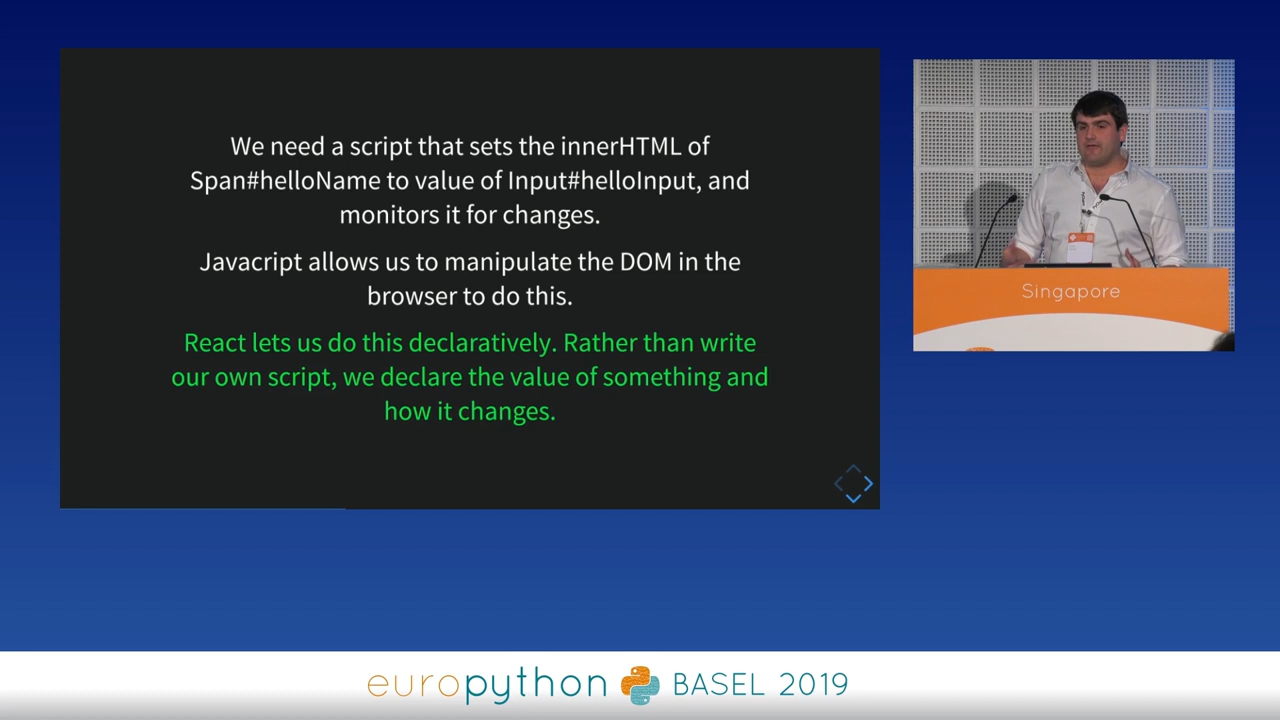 We need a script that sets the innerHTML of
Span#helloName to value of Input#helloInput, and
monitors it for changes.
Javacript allows us to manipulate the DOM in the
browser to do this.
React lets us do this declaratively. Rather than write
our own script, we declare the value of something and
how it changes.
Singapore
europython BASEL 2019